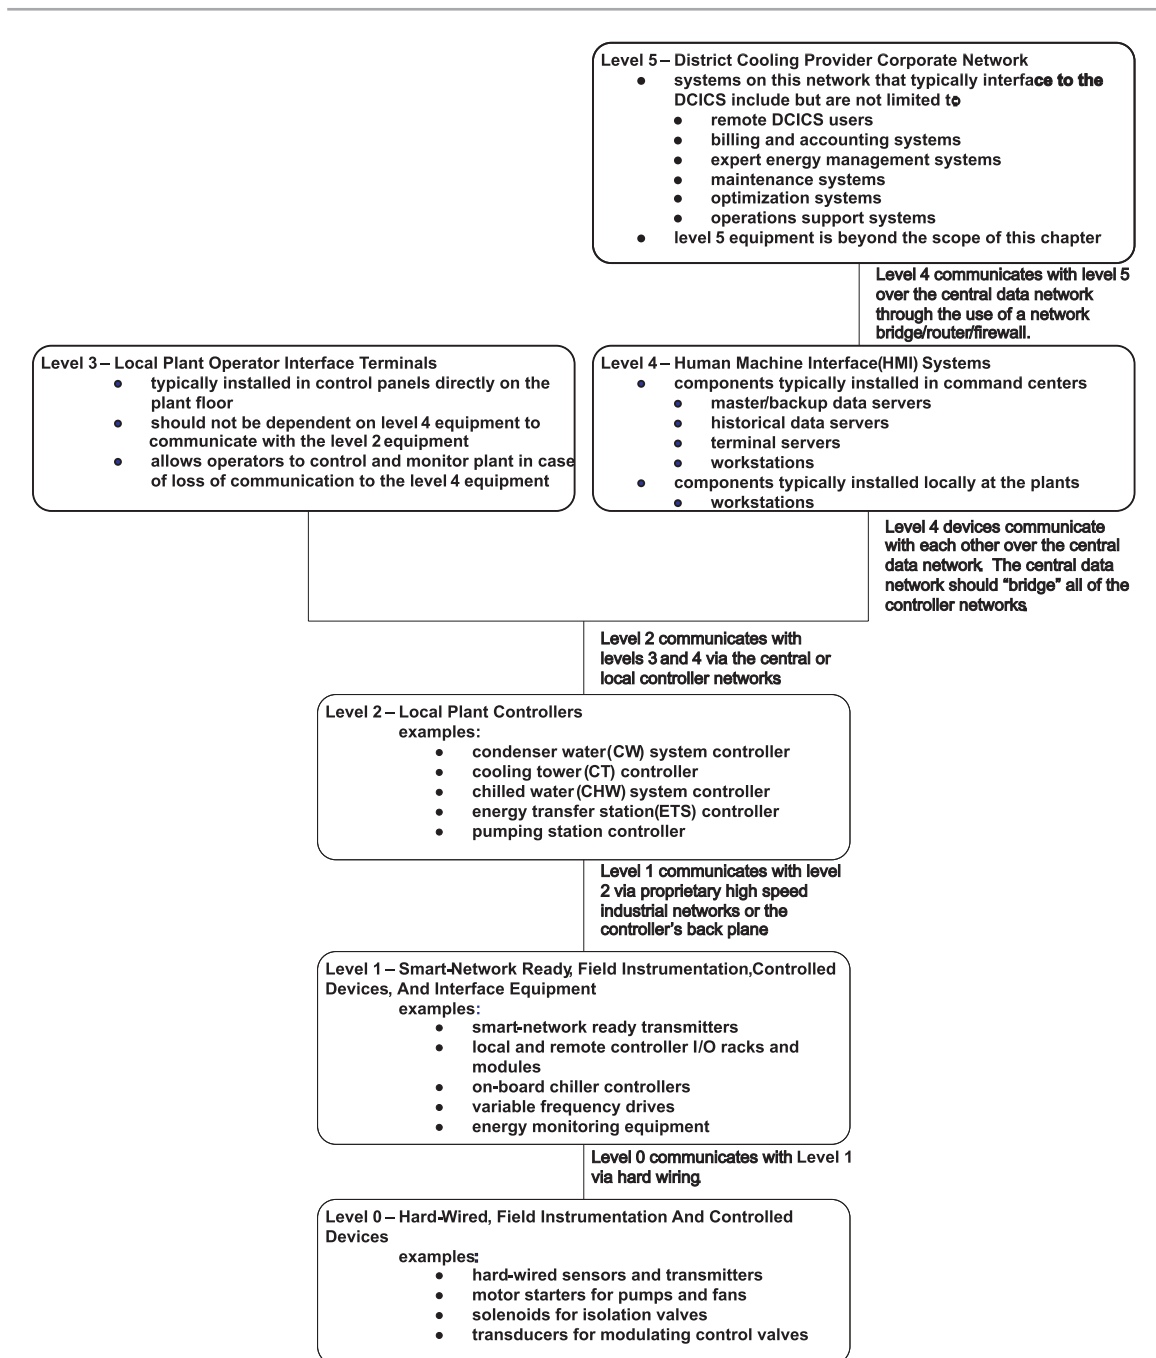 Level 5 – District Cooling Provider Corporate Network
● systems on this network that typically interface to the
DCICS include but are not limited to:
● remote DCICS users
● billing and accounting systems
● expert energy management systems
● maintenance systems
● optimization systems
● operations support systems
● level 5 equipment is beyond the scope of this chapter
Level 4 communicates with level 5
over the central data network
through the use of a network
bridge/router/firewall.
Level 3 – Local Plant Operator Interface Terminals
● typically installed in control panels directly on the
plant floor
● should not be dependent on level 4 equipment to
communicate with the level 2 equipment
● allows operators to control and monitor plant in case
of loss of communication to the level 4 equipment
Level 4 – Human Machine Interface(HMI) Systems
● components typically installed in command centers
● master/backup data servers
● historical data servers
● terminal servers
● workstations
● components typically installed locally at the plants
● workstations
Level 4 devices communicate
with each other over the central
data network. The central data
network should “bridge” all of the
controller networks.
Level 2 communicates with
levels 3 and 4 via the central or
local controller networks
Level 2 – Local Plant Controllers
examples:
● condenser water(CW) system controller
● cooling tower (CT) controller
● chilled water (CHW) system controller
● energy transfer station(ETS) controller
● pumping station controller
Level 1 communicates with level
2 via proprietary high speed
industrial networks or the
controller’s back plane
Level 1 – Smart-Network Ready, Field Instrumentation,Controlled
Devices, And Interface Equipment
examples:
● smart-network ready transmitters
● local and remote controller I/O racks and
modules
● on-board chiller controllers
● variable frequency drives
● energy monitoring equipment
Level 0 communicates with Level 1
via hard wiring.
Level 0 – Hard-Wired, Field Instrumentation And Controlled
Devices
examples:
● hard-wired sensors and transmitters
● motor starters for pumps and fans
● solenoids for isolation valves
● transducers for modulating control valves